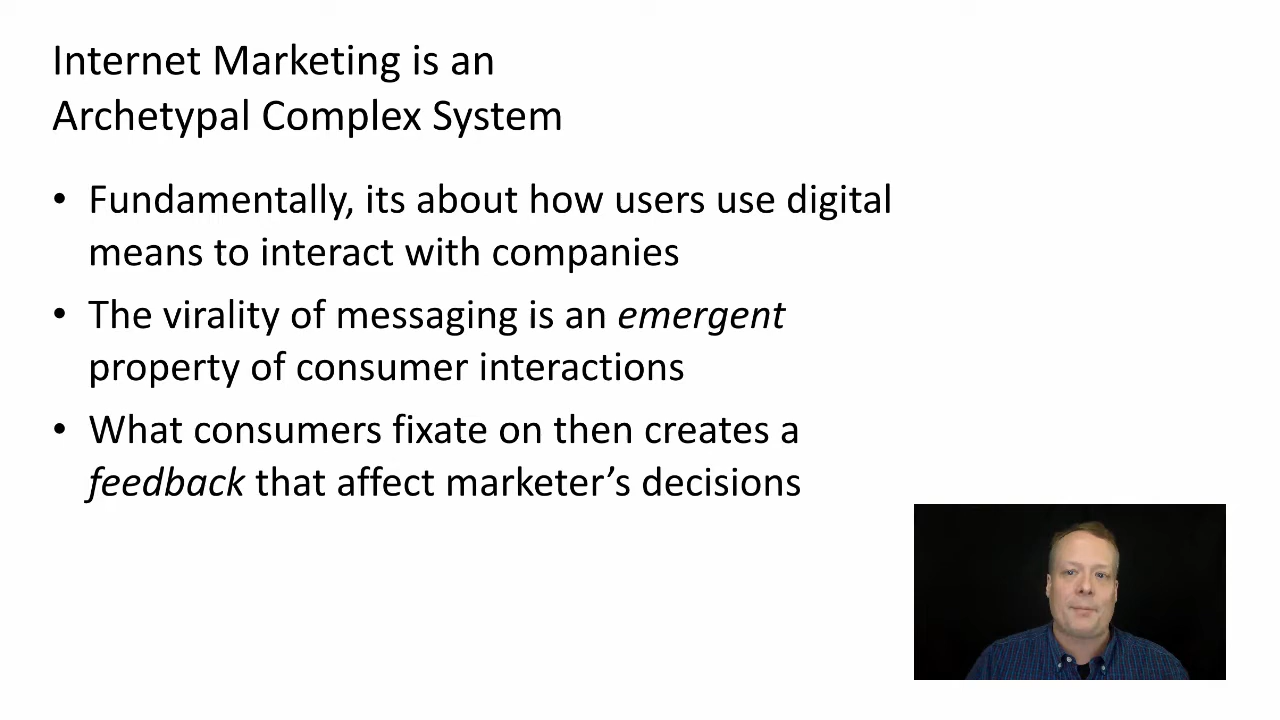 Internet Marketing is an
Archetypal Complex System
• Fundamentally, its about how users use digital
means to interact with companies
• The virality of messaging is an emergent
property of consumer interactions
• What consumers fixate on then creates a
feedback that affect marketer’s decisions